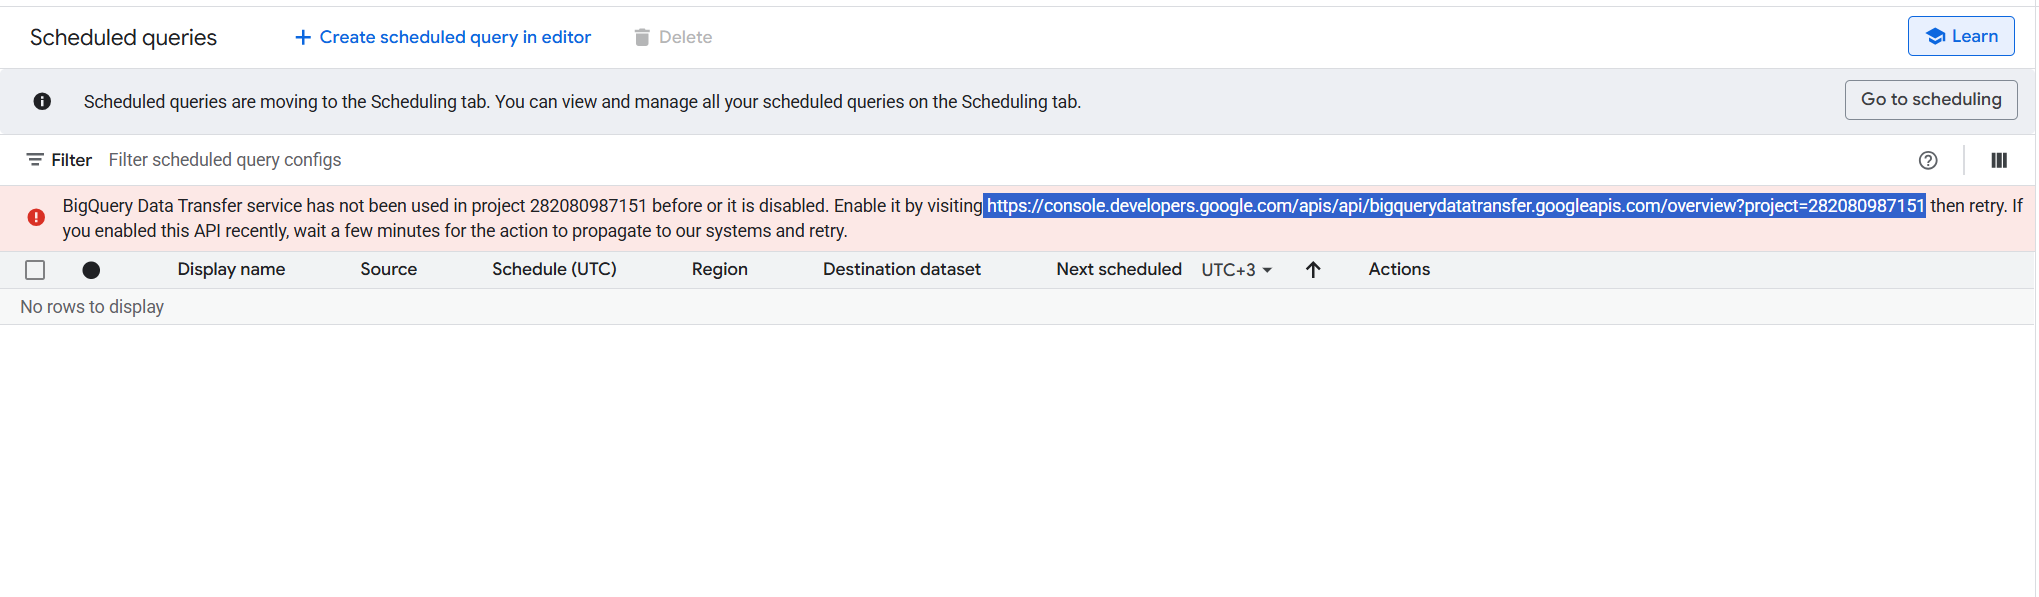 Scheduled queries
Create scheduled query in editor
Delete
Learn
Scheduled queries are moving to the Scheduling tab. You can view and manage all your scheduled queries on the Scheduling tab.
Go to scheduling
Filter Filter scheduled query configs
BigQuery Data Transfer service has not been used in project 282080987151 before or it is disabled. Enable it by visiting https://console.developers.google.com/apis/api/bigquerydatatransfer.googleapis.com/overview?project=282080987151 then retry. If
you enabled this API recently, wait a few minutes for the action to propagate to our systems and retry.
Display name Source Schedule (UTC) Region Destination dataset Next scheduled UTC+3 Actions
No rows to display